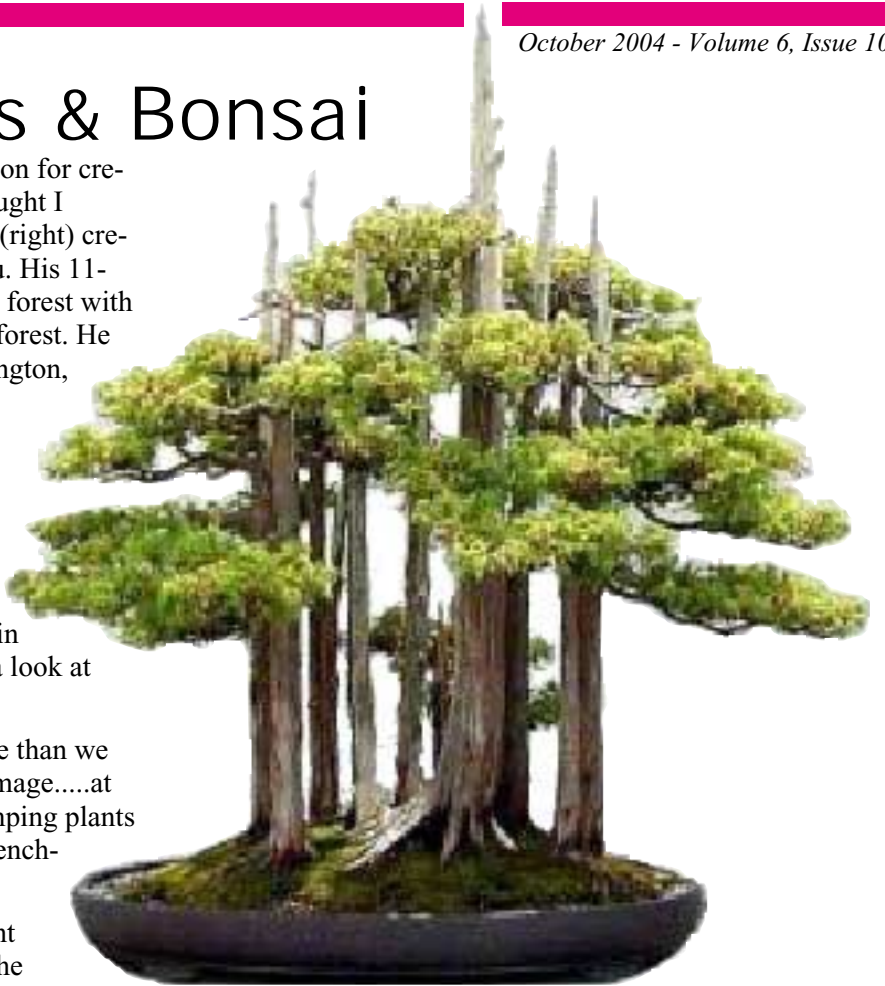 October 2004 - Volume 6, Issue 10
s & Bonsai
on for cre-
ught I
(right) cre-
. His 11-
forest with
forest. He
ngton,
in
look at
e than we
mage.....at
nping plants
ench-
nt
he